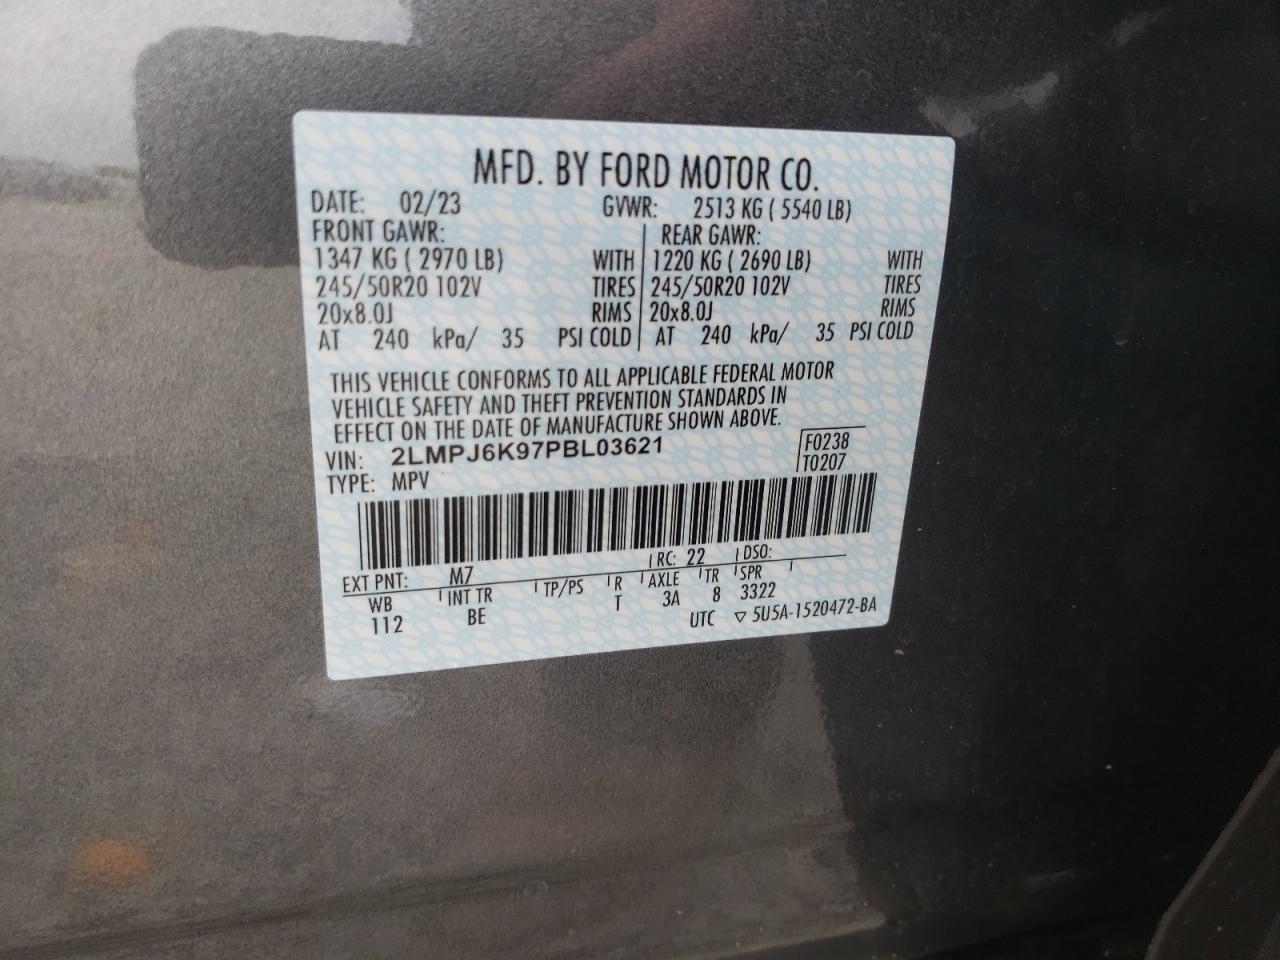 MFD. BY FORD MOTOR CO.
DATE: 02/23 GVWR: 2513 KG ( 5540 LB)
FRONT GAWR: REAR GAWR:
1347 KG ( 2970 LB) WITH 1220 KG ( 2690 LB) WITH
245/50R20 102V TIRES 245/50R20 102V TIRES
20x8.0J RIMS 20x8.0J RIMS
AT 240 kPa/ 35 PSI COLD AT 240 kPa/ 35 PSI COLD
THIS VEHICLE CONFORMS TO ALL APPLICABLE FEDERAL MOTOR
VEHICLE SAFETY AND THEFT PREVENTION STANDARDS IN
EFFECT ON THE DATE OF MANUFACTURE SHOWN ABOVE.
VIN: 2LMPJ6K97PBL03621 F0238
TYPE: MPV T0207
EXT PNT: M7 RC: 22 DSO:
WB INT TR TP/PS R AXLE TR SPR
112 BE T 3A 8 3322
UTC ▽ 5U5A-1520472-BA